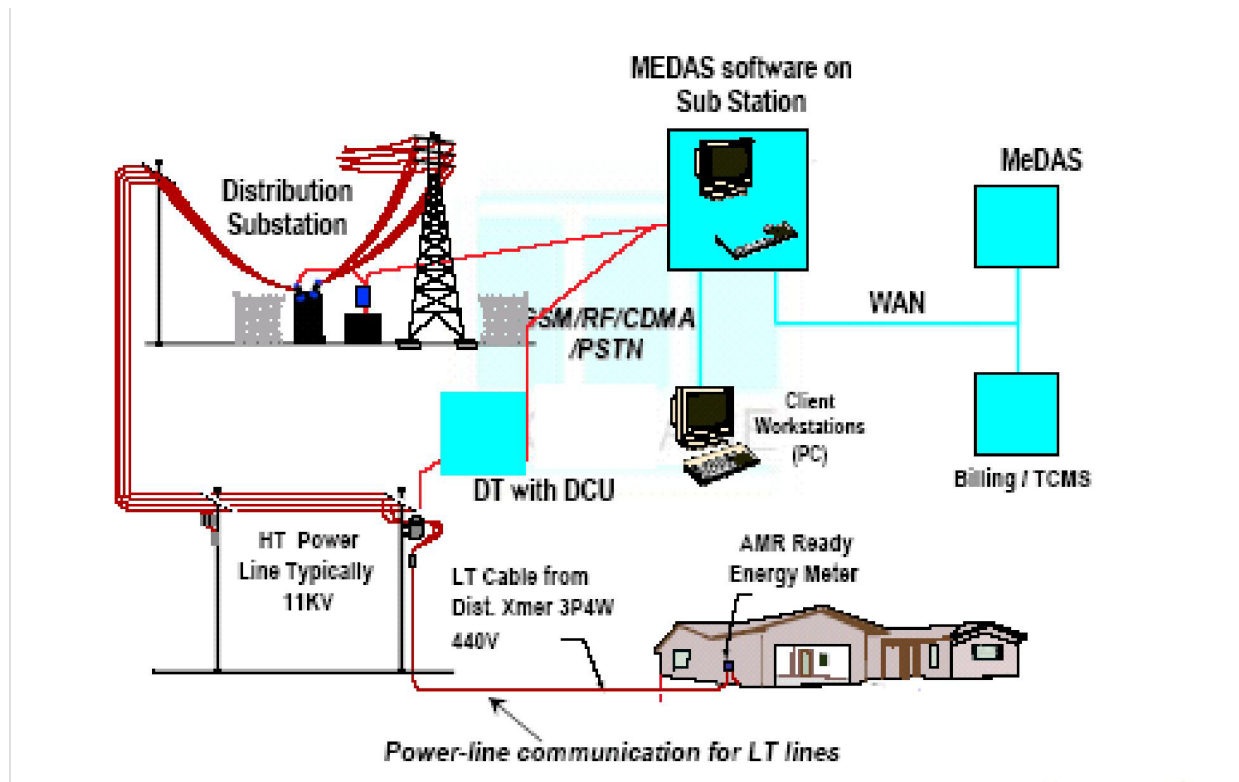 MEDAS software on
Sub Station
MeDAS
Distribution
Substation
WAN
GSM/RF/CDMA
/PSTN
Client
Workstations
(PC)
Billing / TCMS
DT with DCU
HT Power
Line Typically
11KV
LT Cable from
Dist. Xmer 3P4W
440V
AMR Ready
Energy Meter
Power-line communication for LT lines